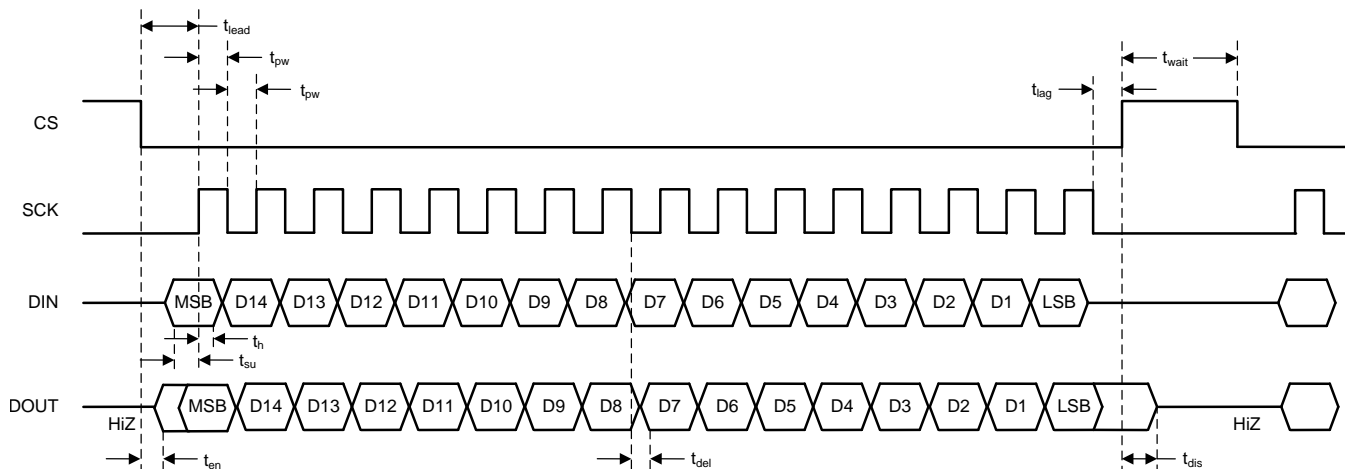 tlead
tpw
tpw
twait
tlag
CS
SCK
DIN MSB D14 D13 D12 D11 D10 D9 D8 D7 D6 D5 D4 D3 D2 D1 LSB
th
tsu
DOUT MSB D14 D13 D12 D11 D10 D9 D8 D7 D6 D5 D4 D3 D2 D1 LSB
HiZ HiZ
ten tdel tdis